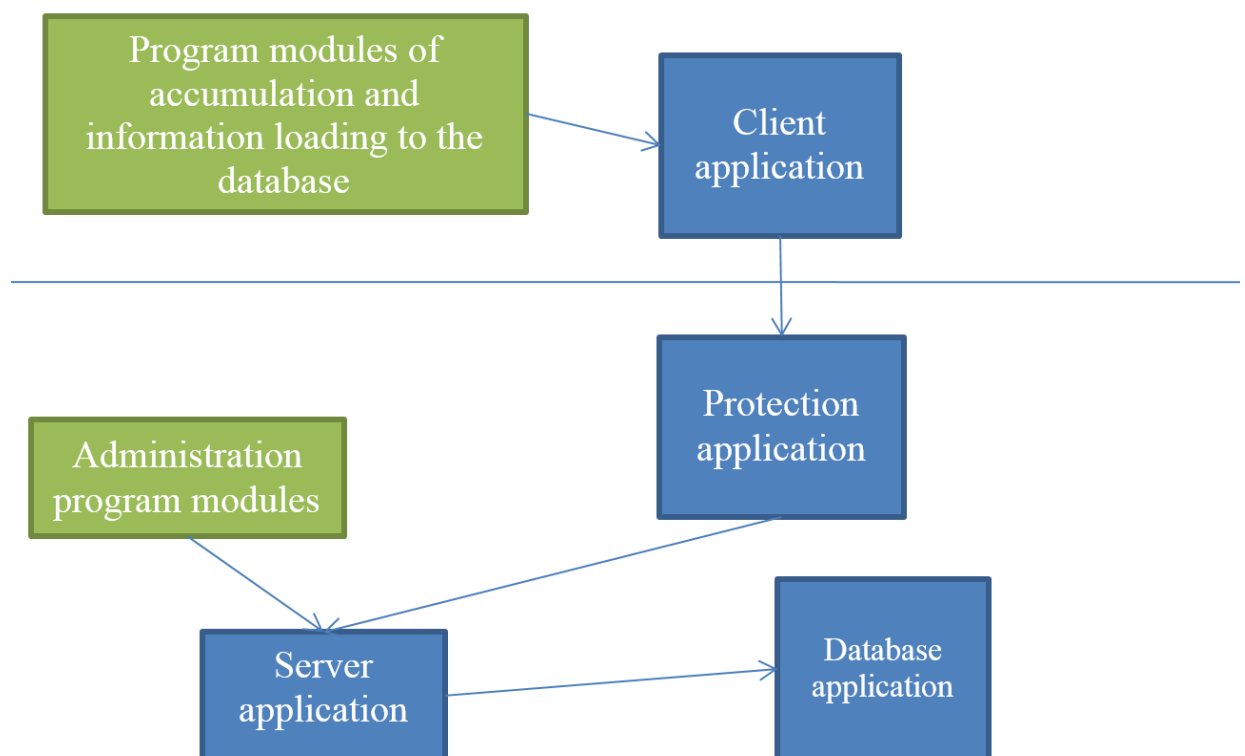 Program modules of
accumulation and
information loading to the
database
Client
application
Protection
application
Administration
program modules
Server
application
Database
application